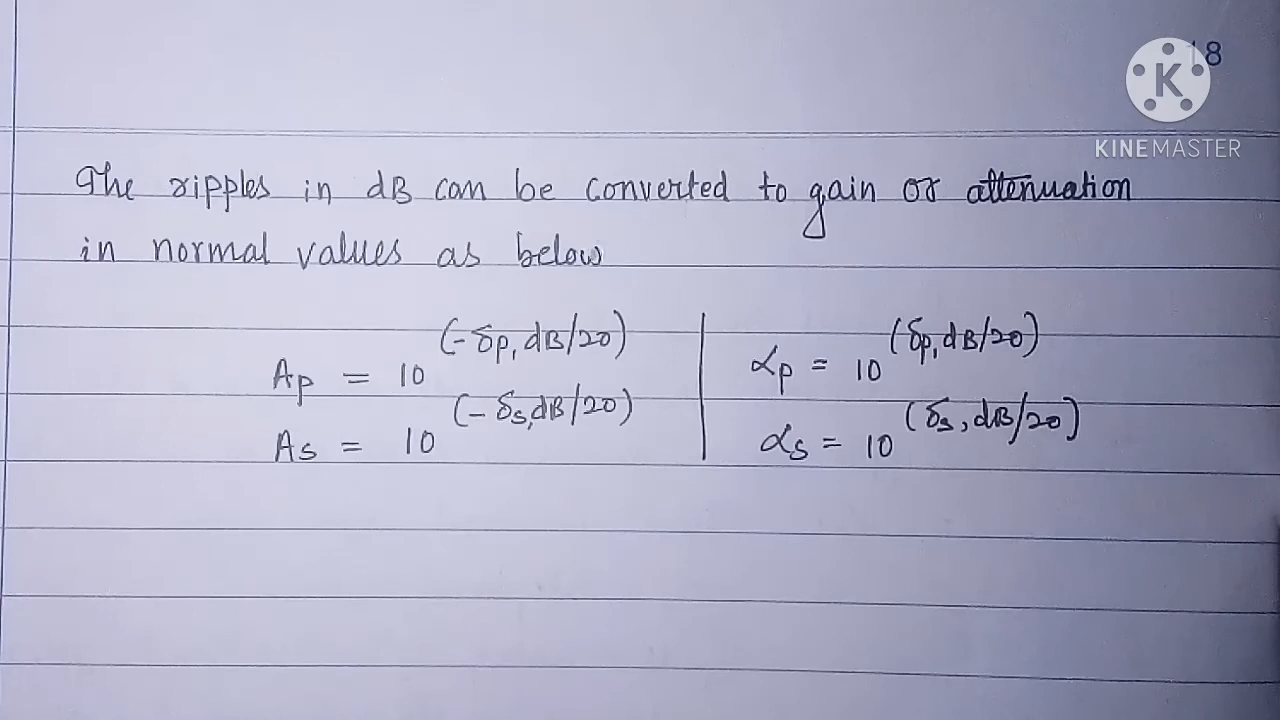 18
K
KINEMASTER
The ripples in dB can be converted to gain or attenuation
in normal values as below
Ap = 10^(-δp, dB/20) | αp = 10^(δp, dB/20)
As = 10^(-δs, dB/20) | αs = 10^(δs, dB/20)